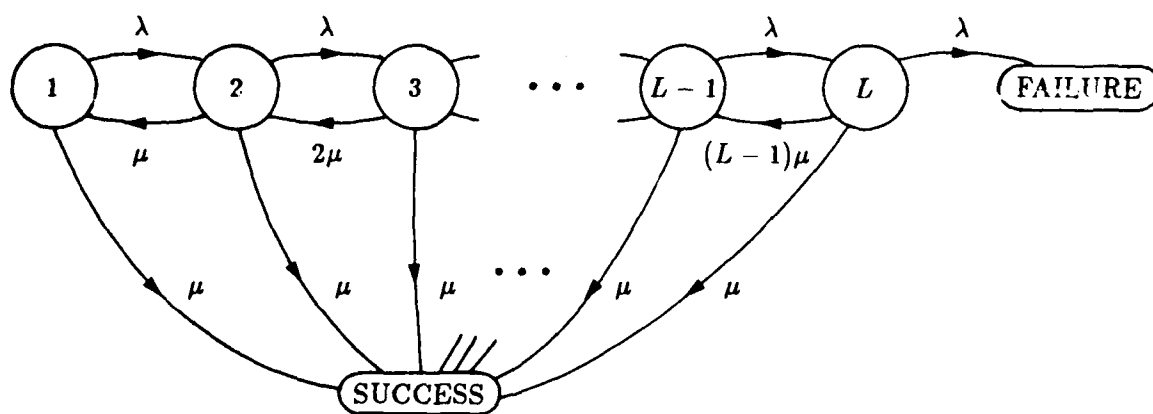 λ λ λ λ
1 2 3 ... L − 1 L FAILURE
μ 2μ (L − 1)μ
...
μ μ μ μ μ
SUCCESS